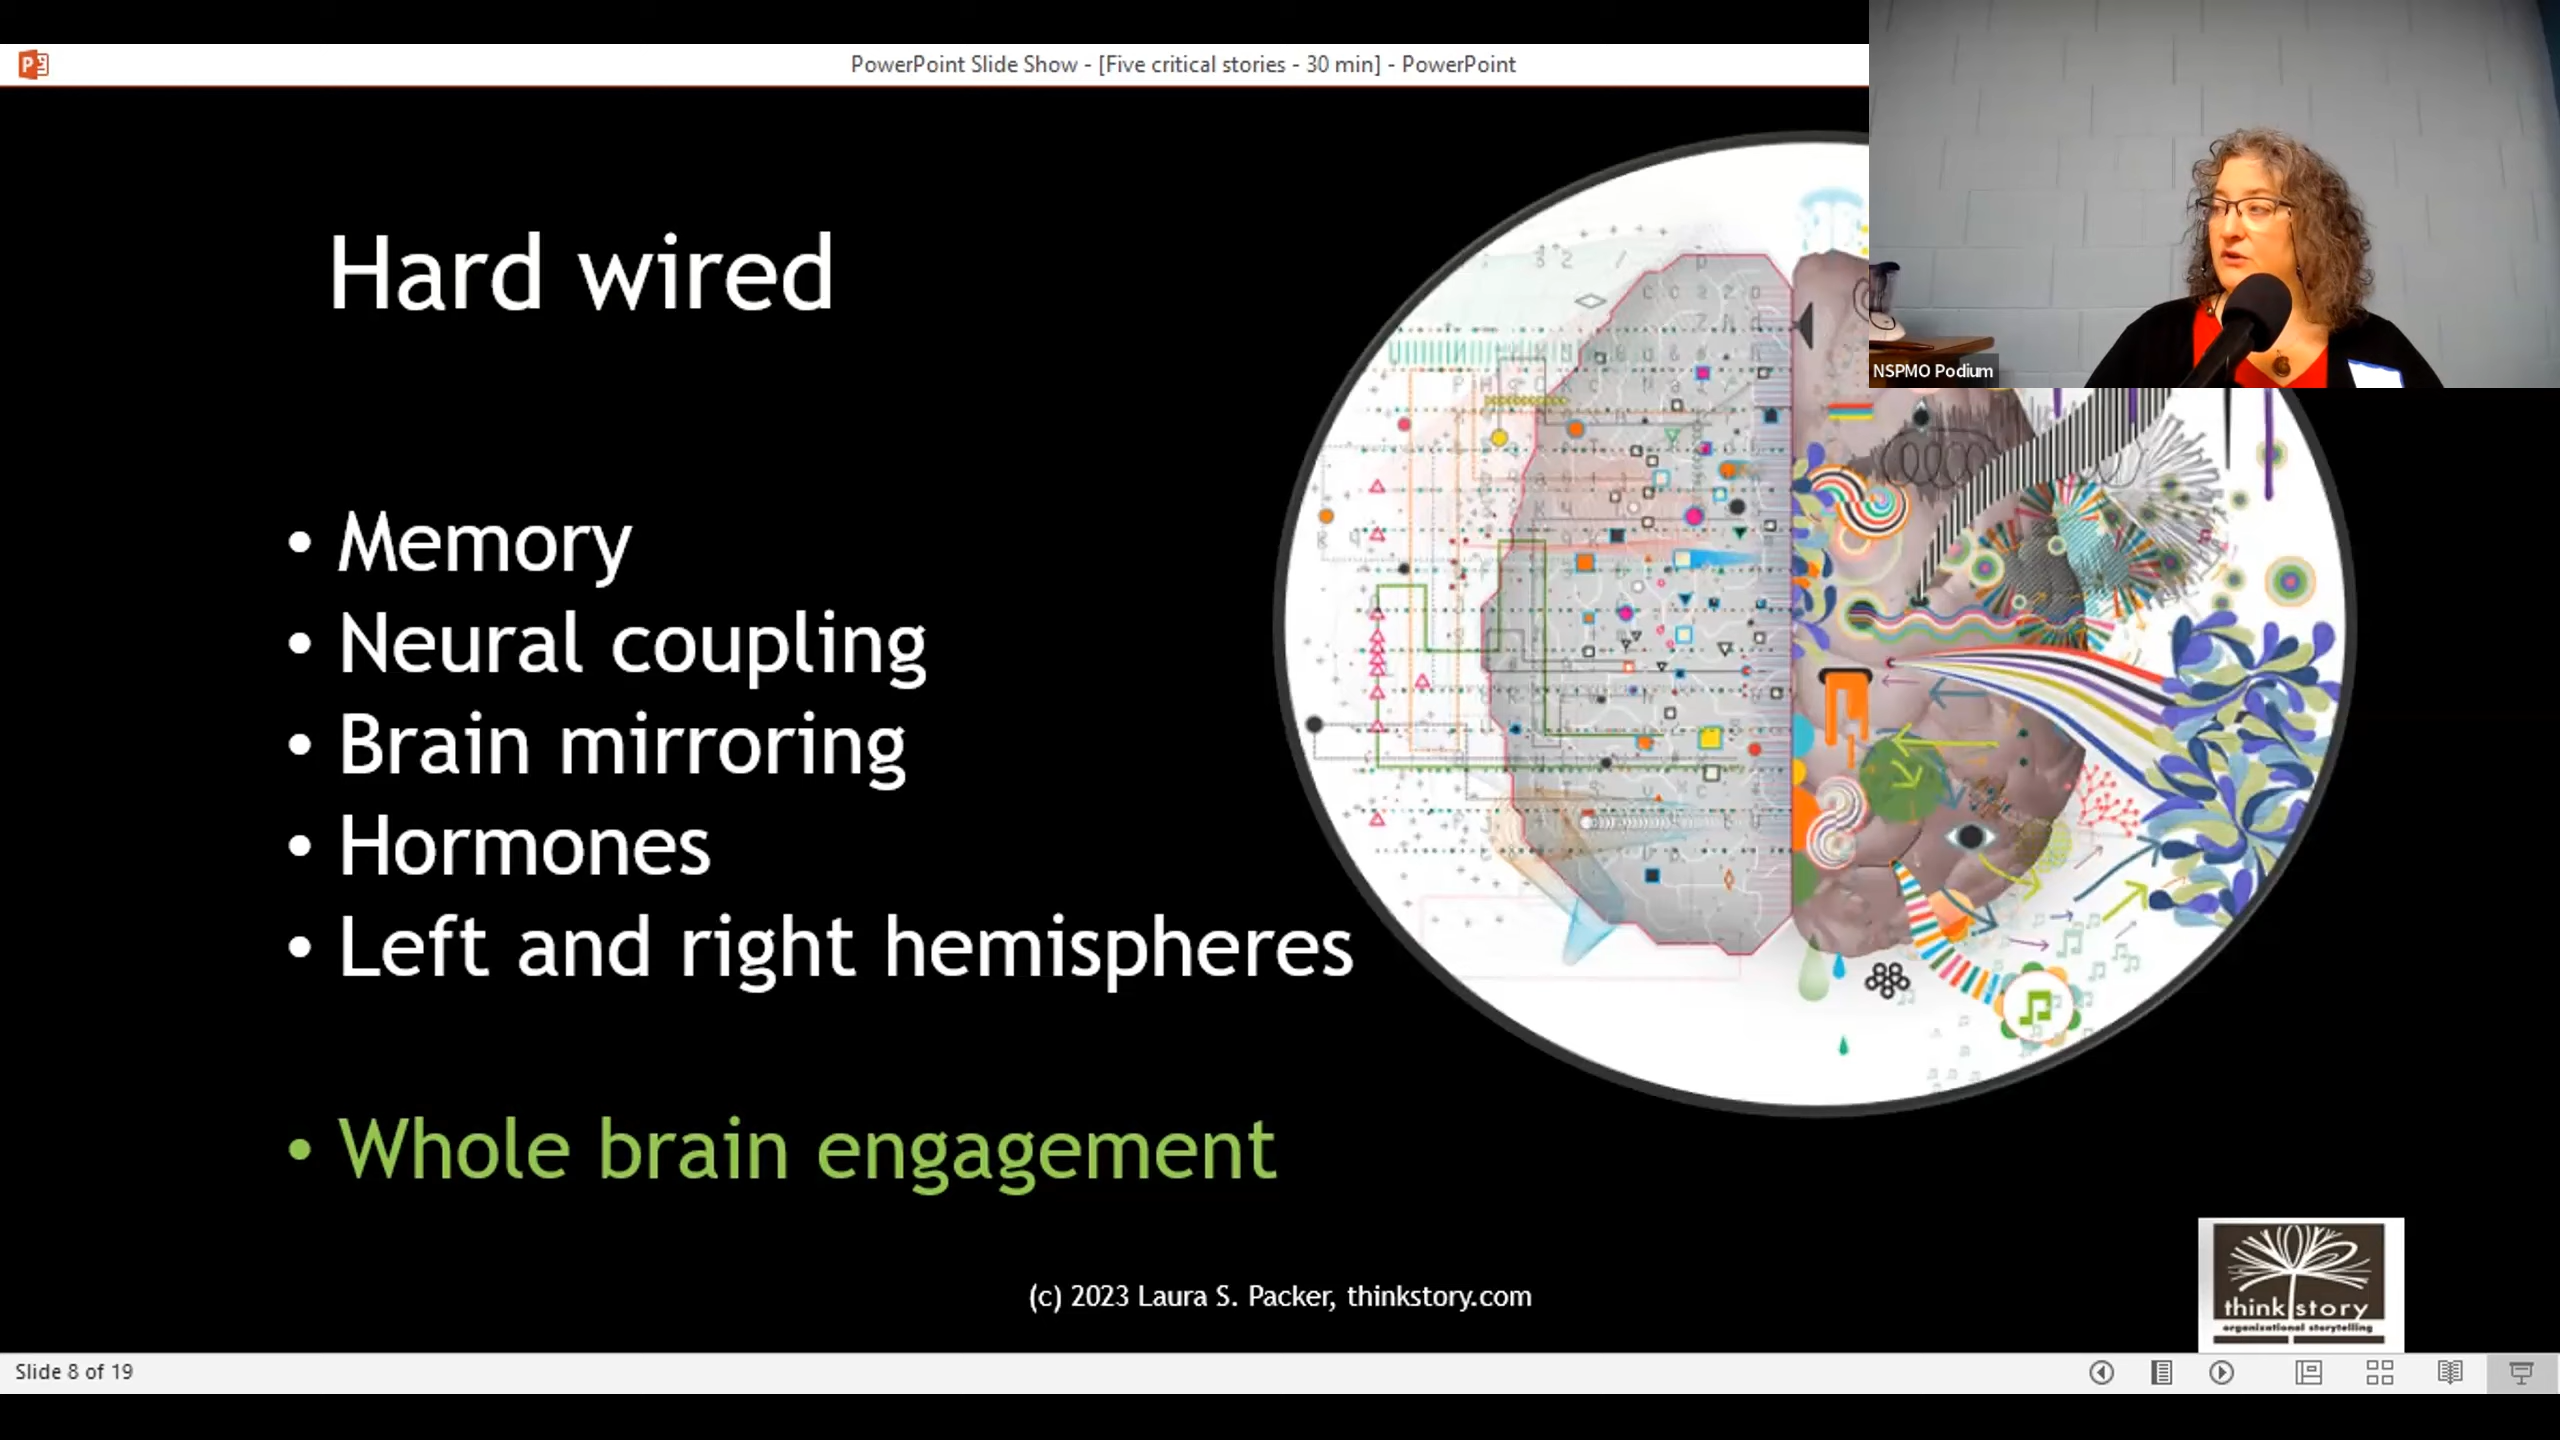 PowerPoint Slide Show - [Five critical stories - 30 min] - PowerPoint
NSPMO Podium
Hard wired
• Memory
• Neural coupling
• Brain mirroring
• Hormones
• Left and right hemispheres
• Whole brain engagement
(c) 2023 Laura S. Packer, thinkstory.com
think story
organizational storytelling
Slide 8 of 19